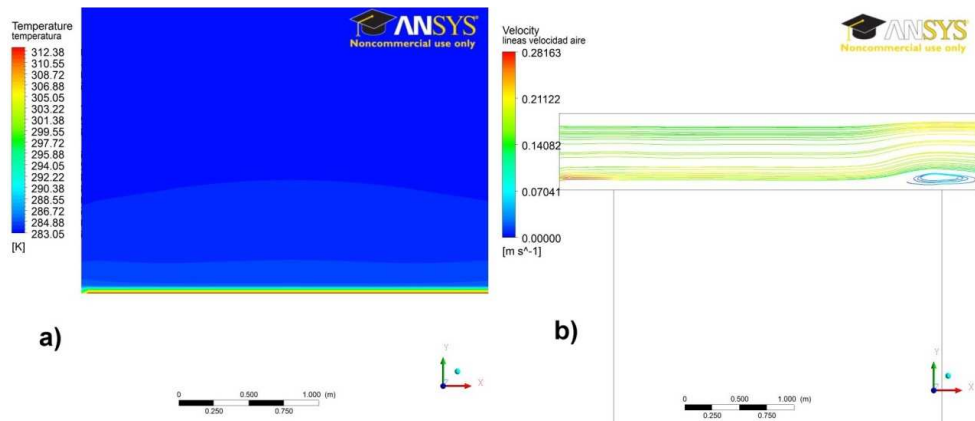 Temperature
temperatura
312.38
310.55
308.72
306.88
305.05
303.22
301.38
299.55
297.72
295.88
294.05
292.22
290.38
288.55
286.72
284.88
283.05
[K]
ANSYS
Noncommercial use only
a)
Y
X
0 0.500 1.000 (m)
0.250 0.750
Velocity
lineas velocidad aire
0.28163
0.21122
0.14082
0.07041
0.00000
[m s^-1]
ANSYS
Noncommercial use only
b)
Y
X
0 0.500 1.000 (m)
0.250 0.750